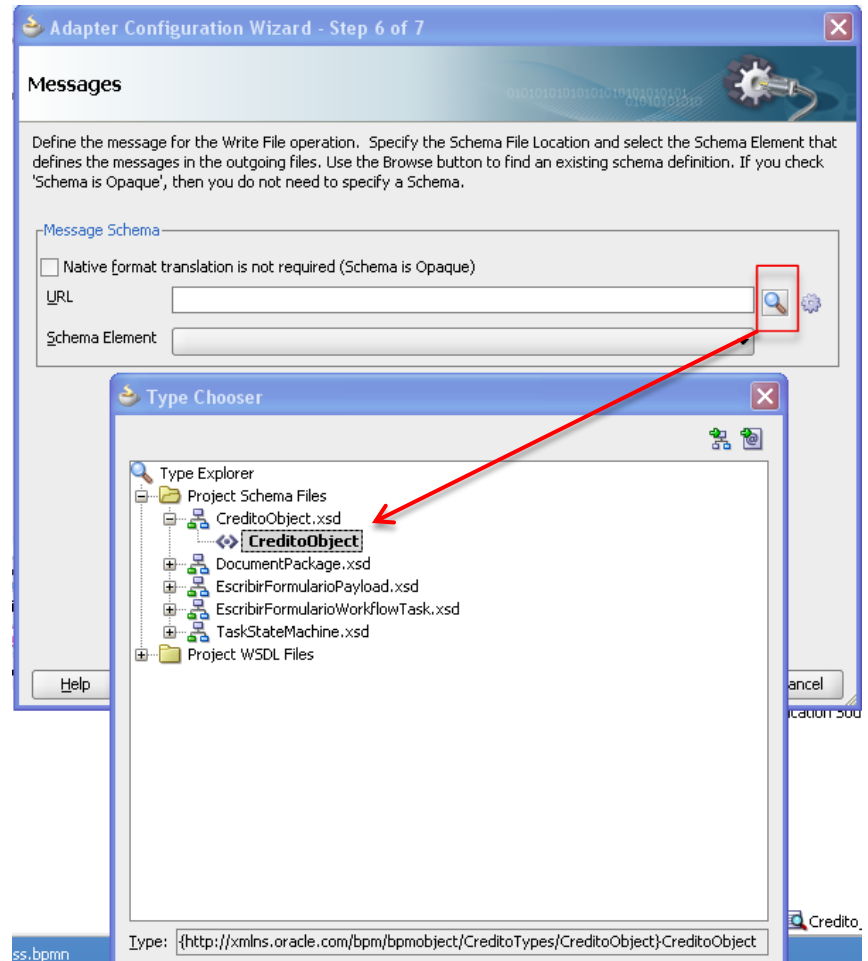 Adapter Configuration Wizard - Step 6 of 7
Messages
Define the message for the Write File operation. Specify the Schema File Location and select the Schema Element that
defines the messages in the outgoing files. Use the Browse button to find an existing schema definition. If you check
'Schema is Opaque', then you do not need to specify a Schema.
Message Schema
Native format translation is not required (Schema is Opaque)
URL
Schema Element
Type Chooser
Type Explorer
Project Schema Files
CreditoObject.xsd
CreditoObject
DocumentPackage.xsd
EscribirFormularioPayload.xsd
EscribirFormularioWorkflowTask.xsd
TaskStateMachine.xsd
Project WSDL Files
Help
ancel
Credito_
Type: {http://xmlns.oracle.com/bpm/bpmobject/CreditoTypes/CreditoObject}CreditoObject
ss.bpmn